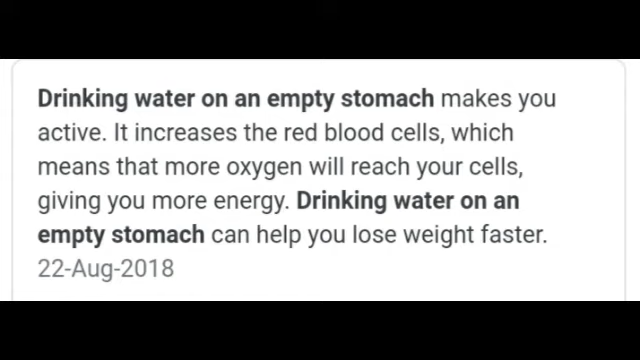 Drinking water on an empty stomach makes you
active. It increases the red blood cells, which
means that more oxygen will reach your cells,
giving you more energy. Drinking water on an
empty stomach can help you lose weight faster.
22-Aug-2018